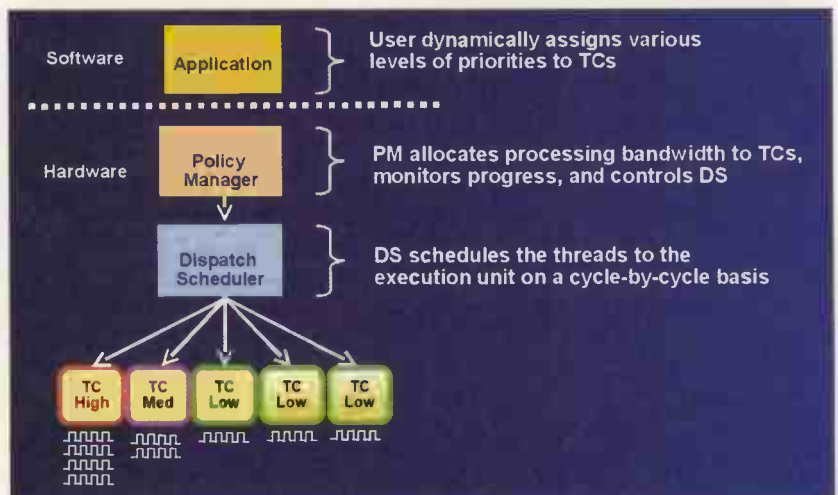 Software
Application
User dynamically assigns various
levels of priorities to TCs
Hardware
Policy
Manager
PM allocates processing bandwidth to TCs,
monitors progress, and controls DS
Dispatch
Scheduler
DS schedules the threads to the
execution unit on a cycle-by-cycle basis
TC
High
TC
Med
TC
Low
TC
Low
TC
Low